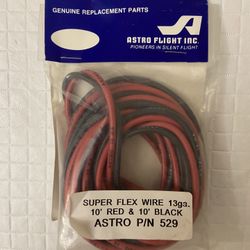 GENUINE REPLACEMENT PARTS
ASTRO FLIGHT INC.
PIONEERS IN SILENT FLIGHT
SUPER FLEX WIRE 13ga.
10' RED & 10' BLACK
ASTRO P/N 529